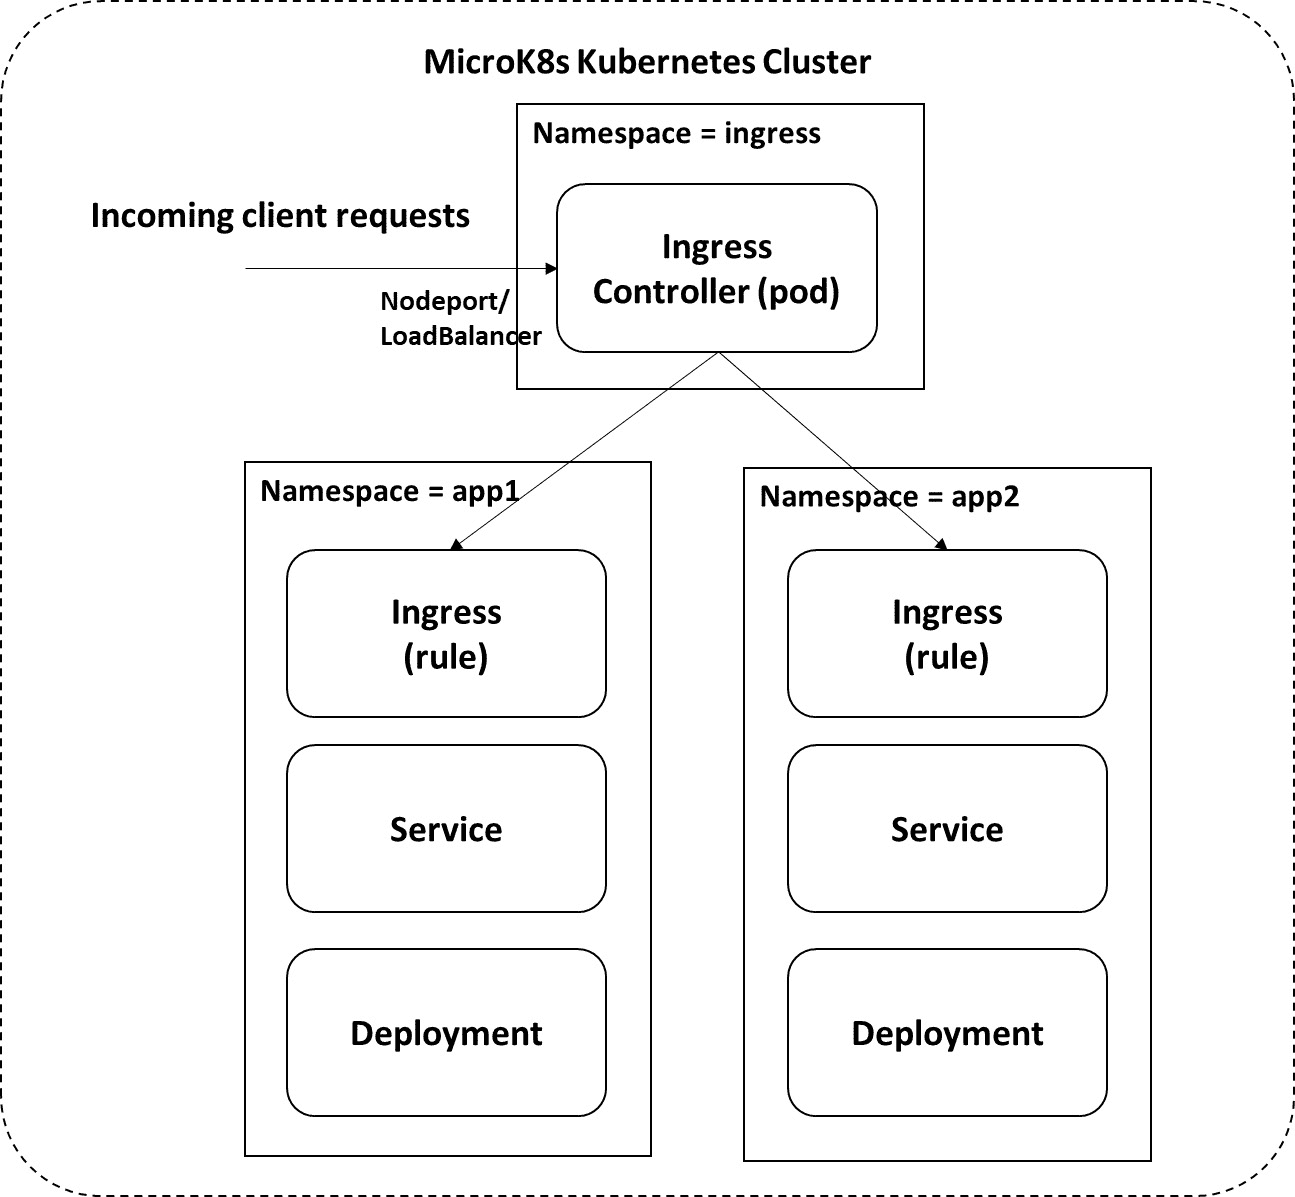 MicroK8s Kubernetes Cluster
Namespace = ingress
Incoming client requests
Ingress
Controller (pod)
Nodeport/
LoadBalancer
Namespace = app1
Ingress
(rule)
Service
Deployment
Namespace = app2
Ingress
(rule)
Service
Deployment